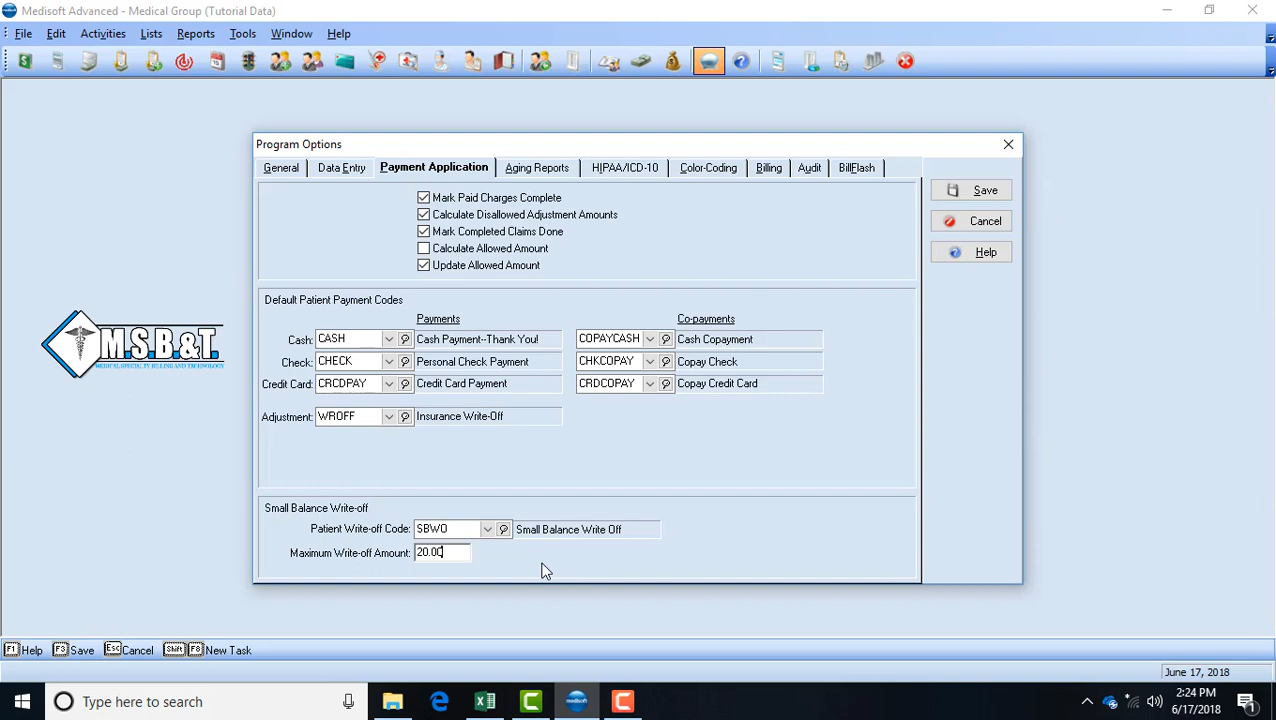 Medisoft Advanced - Medical Group (Tutorial Data)
File Edit Activities Lists Reports Tools Window Help
Program Options
General Data Entry Payment Application Aging Reports HIPAA/ICD-10 Color-Coding Billing Audit BillFlash
Mark Paid Charges Complete
Calculate Disallowed Adjustment Amounts
Mark Completed Claims Done
Calculate Allowed Amount
Update Allowed Amount
Save
Cancel
Help
Default Patient Payment Codes
Payments Co-payments
Cash: CASH Cash Payment--Thank You! COPAYCASH Cash Copayment
Check: CHECK Personal Check Payment CHKCOPAY Copay Check
Credit Card: CRCDPAY Credit Card Payment CRDCOPAY Copay Credit Card
Adjustment: WROFF Insurance Write-Off
Small Balance Write-off
Patient Write-off Code: SBWO Small Balance Write Off
Maximum Write-off Amount: 20.00
M.S.B.&T.
MEDICAL SPECIALTY BILLING AND TECHNOLOGY
F1 Help F3 Save Esc Cancel Shift F8 New Task
June 17, 2018
Type here to search
medisoft
2:24 PM
6/17/2018
1